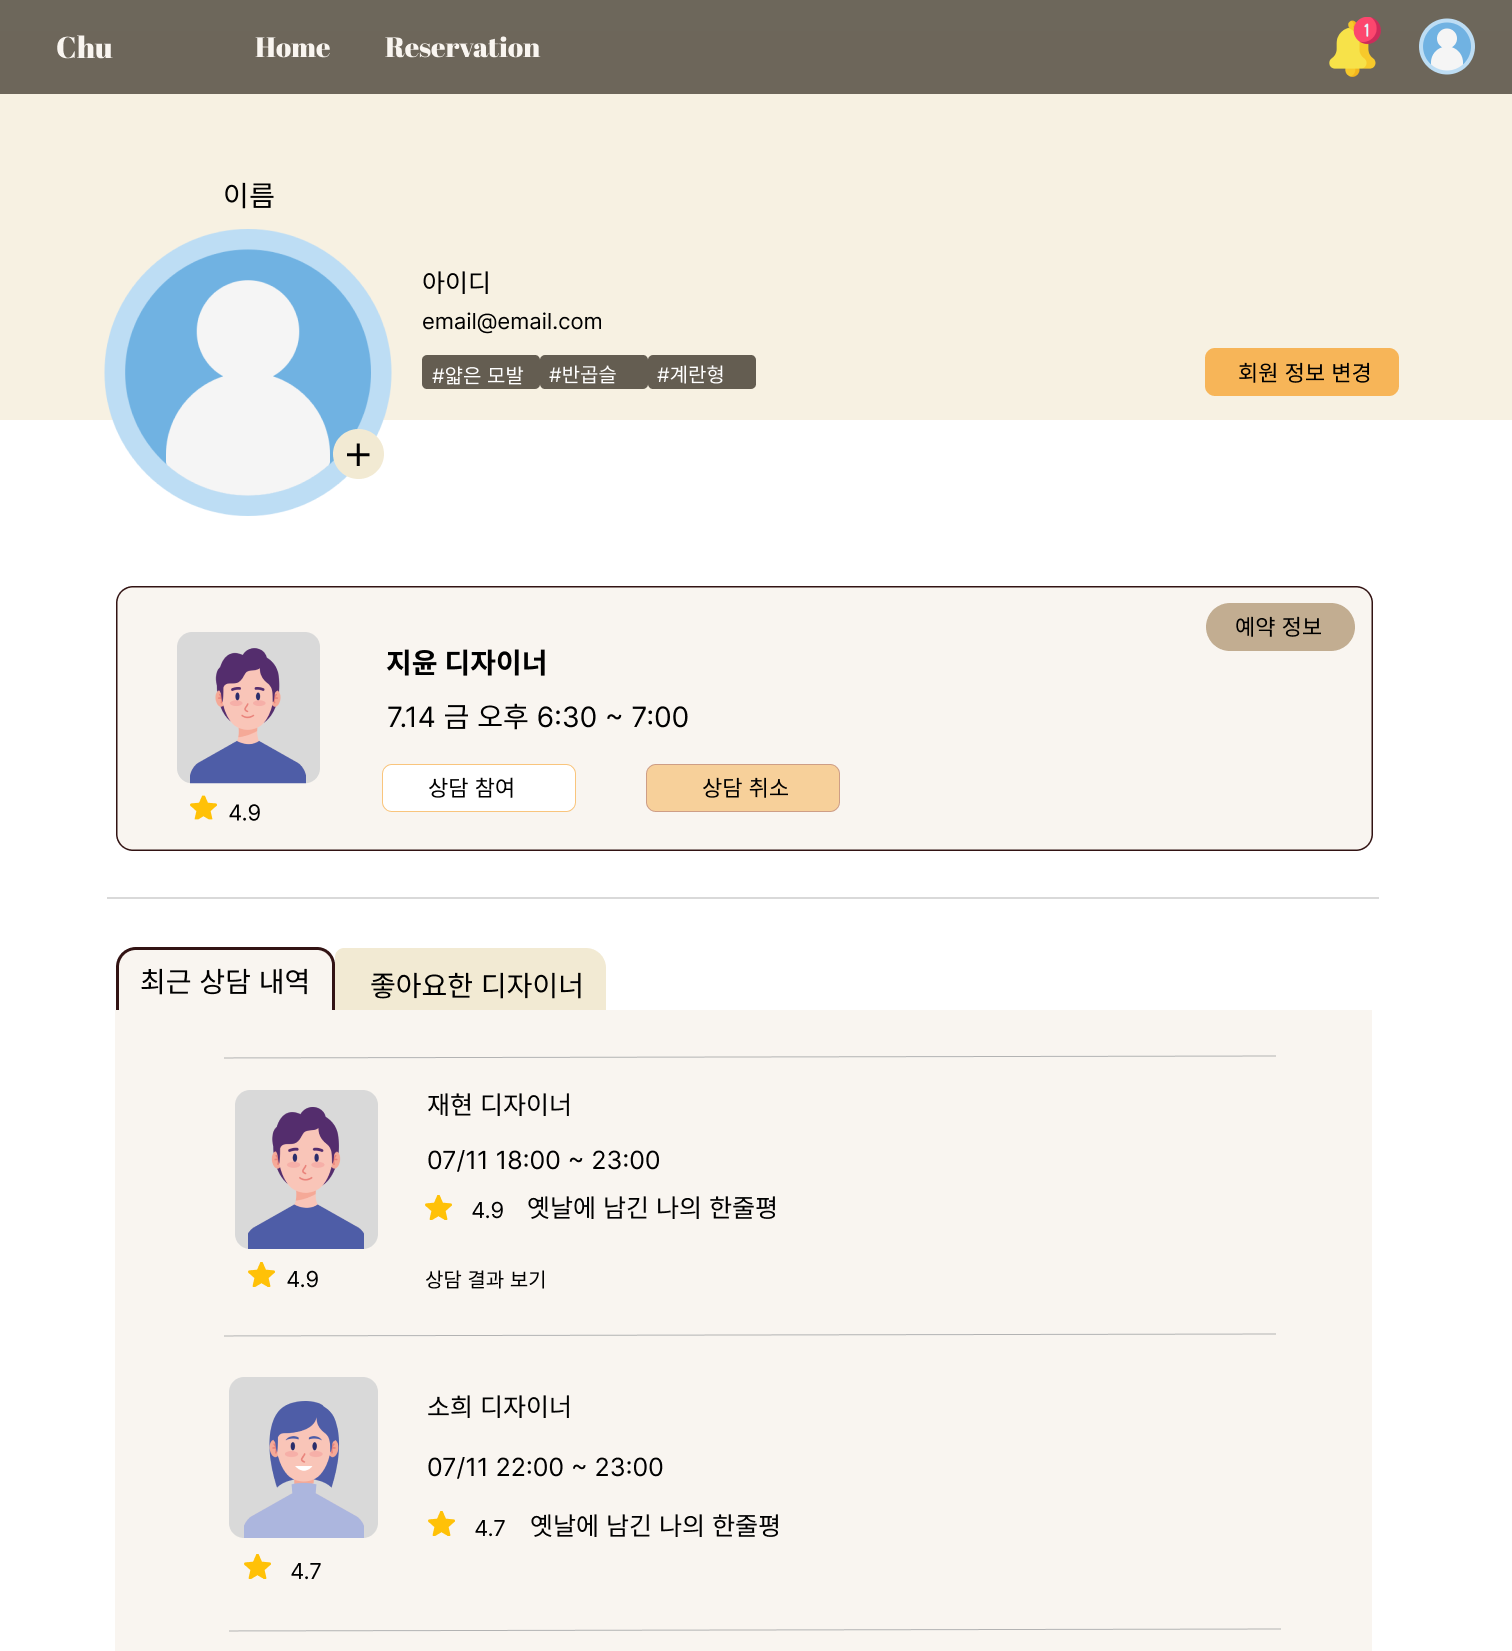 Chu Home Reservation 1
이름
아이디
email@email.com
#얇은 모발 #반곱슬 #계란형
회원 정보 변경
+
예약 정보
지윤 디자이너
7.14 금 오후 6:30 ~ 7:00
상담 참여 상담 취소
4.9
최근 상담 내역 좋아요한 디자이너
재현 디자이너
07/11 18:00 ~ 23:00
4.9 옛날에 남긴 나의 한줄평
4.9
상담 결과 보기
소희 디자이너
07/11 22:00 ~ 23:00
4.7 옛날에 남긴 나의 한줄평
4.7